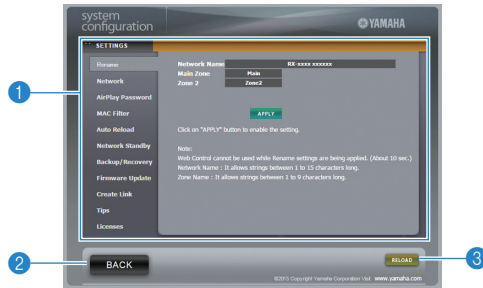 system
configuration
YAMAHA
SETTINGS
Rename
Network
AirPlay Password
MAC Filter
Auto Reload
Network Standby
Backup/Recovery
Firmware Update
Create Link
Tips
Licenses
Network Name RX-xxxx xxxxxx
Main Zone Main
Zone 2 Zone2
APPLY
Click on "APPLY" button to enable the setting.
Note:
Web Control cannot be used while Rename settings are being applied. (About 10 sec.)
Network Name : It allows strings between 1 to 15 characters long.
Zone Name : It allows strings between 1 to 9 characters long.
1
2
BACK
RELOAD
3
©2015 Copyright Yamaha Corporation Visit www.yamaha.com